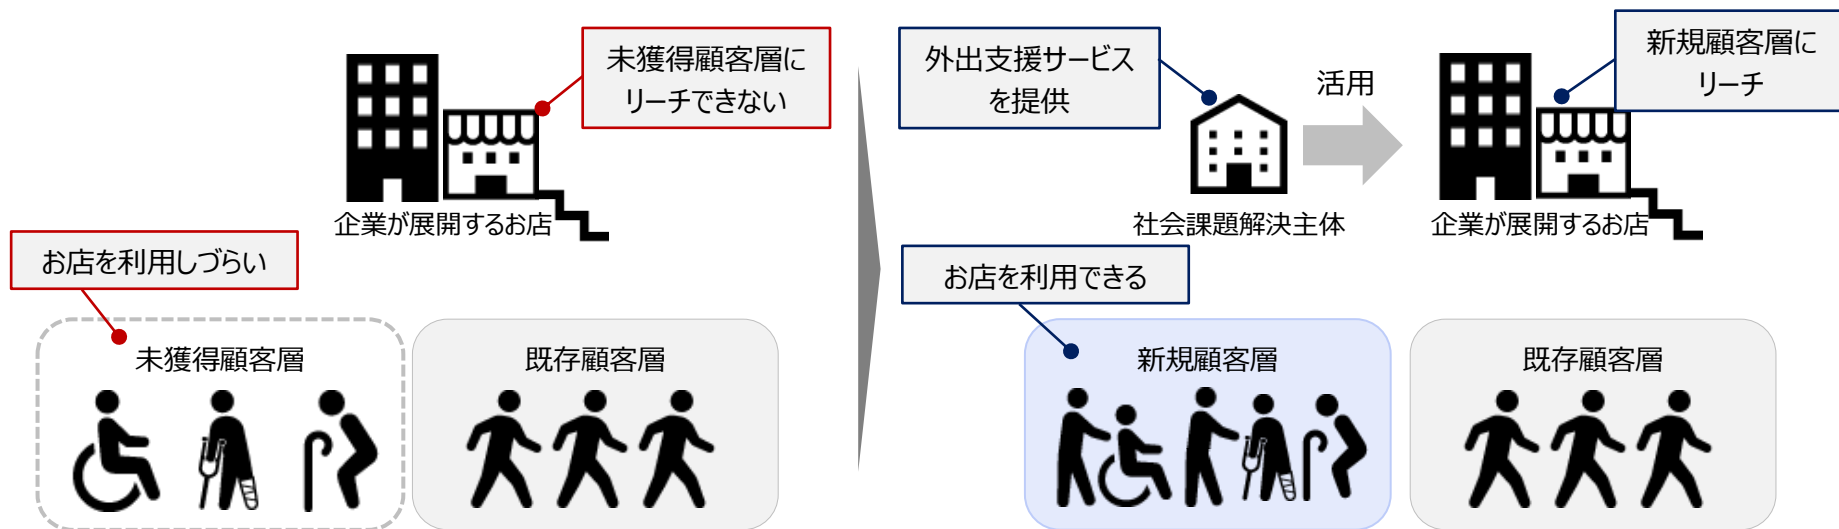 未獲得顧客層に
リーチできない
企業が展開するお店
お店を利用しづらい
未獲得顧客層
既存顧客層
外出支援サービス
を提供
活用
新規顧客層に
リーチ
社会課題解決主体
企業が展開するお店
お店を利用できる
新規顧客層
既存顧客層